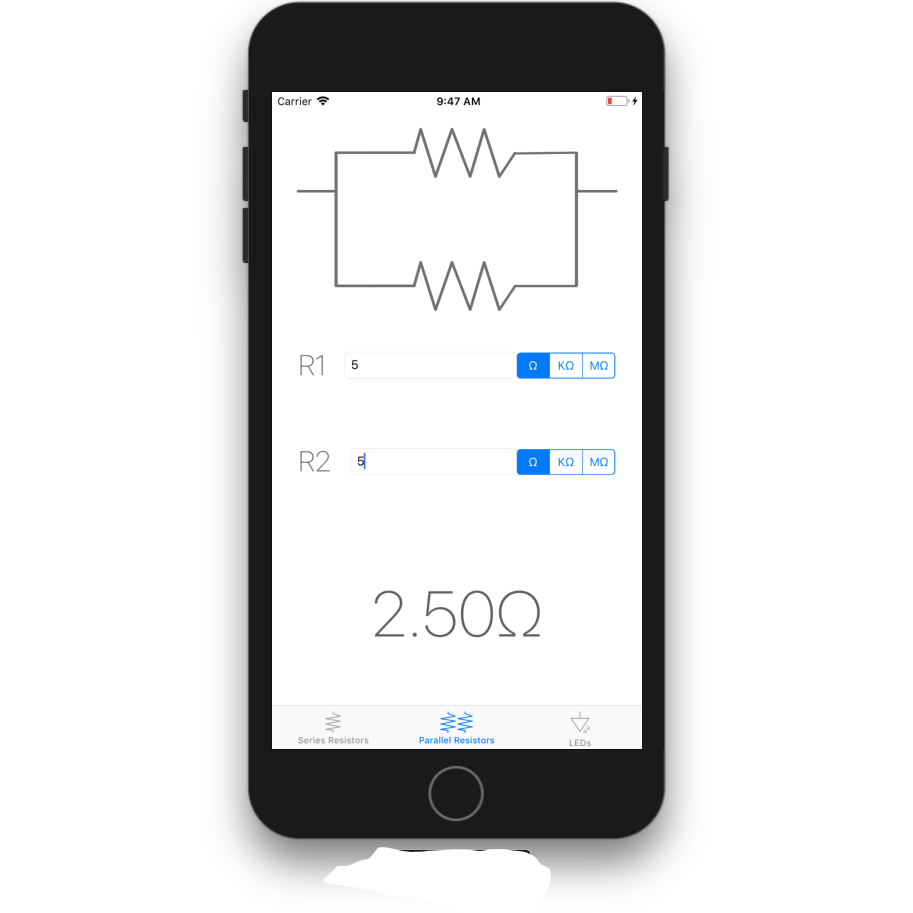 Carrier 9:47 AM
R1 5 Ω KΩ MΩ
R2 5 Ω KΩ MΩ
2.50Ω
Series Resistors Parallel Resistors LEDs